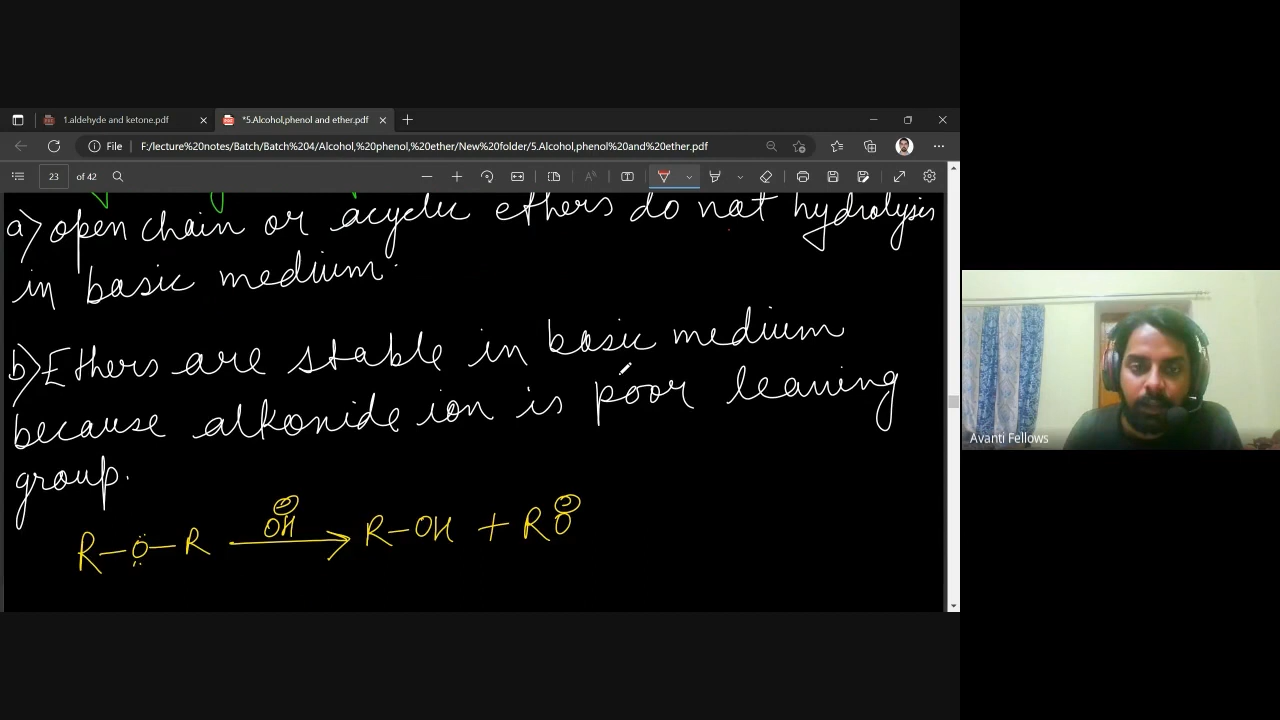 1.aldehyde and ketone.pdf
*5.Alcohol,phenol and ether.pdf
File
F:/lecture%20notes/Batch/Batch%204/Alcohol,%20phenol,%20ether/New%20folder/5.Alcohol,phenol%20and%20ether.pdf
23 of 42
a) open chain or acyclic ethers do not hydrolysis
in basic medium.
b) Ethers are stable in basic medium
because alkoxide ion is poor leaving
group.
R-Ö-R ⟶ R-OH + RO⊖
OH⊖
Avanti Fellows